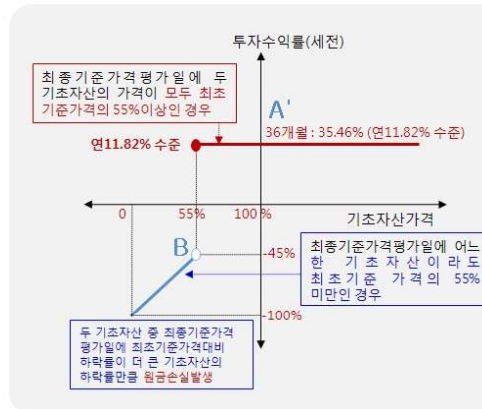 투자수익률(세전)
최종기준가격평가일에 두
기초자산의 가격이 모두 최초
기준가격의 55%이상인 경우
A'
36개월 : 35.46% (연11.82% 수준)
연11.82% 수준
0
55%
100 %
기초자산가격
B
-45%
최종기준가격평가일에 어느
한 기초자산이라도
최초기준 가격의 55%
미만인 경우
-100%
두 기초자산 중 최종기준가격
평가일에 최초기준가격대비
하락률이 더 큰 기초자산의
하락률만큼 원금손실발생